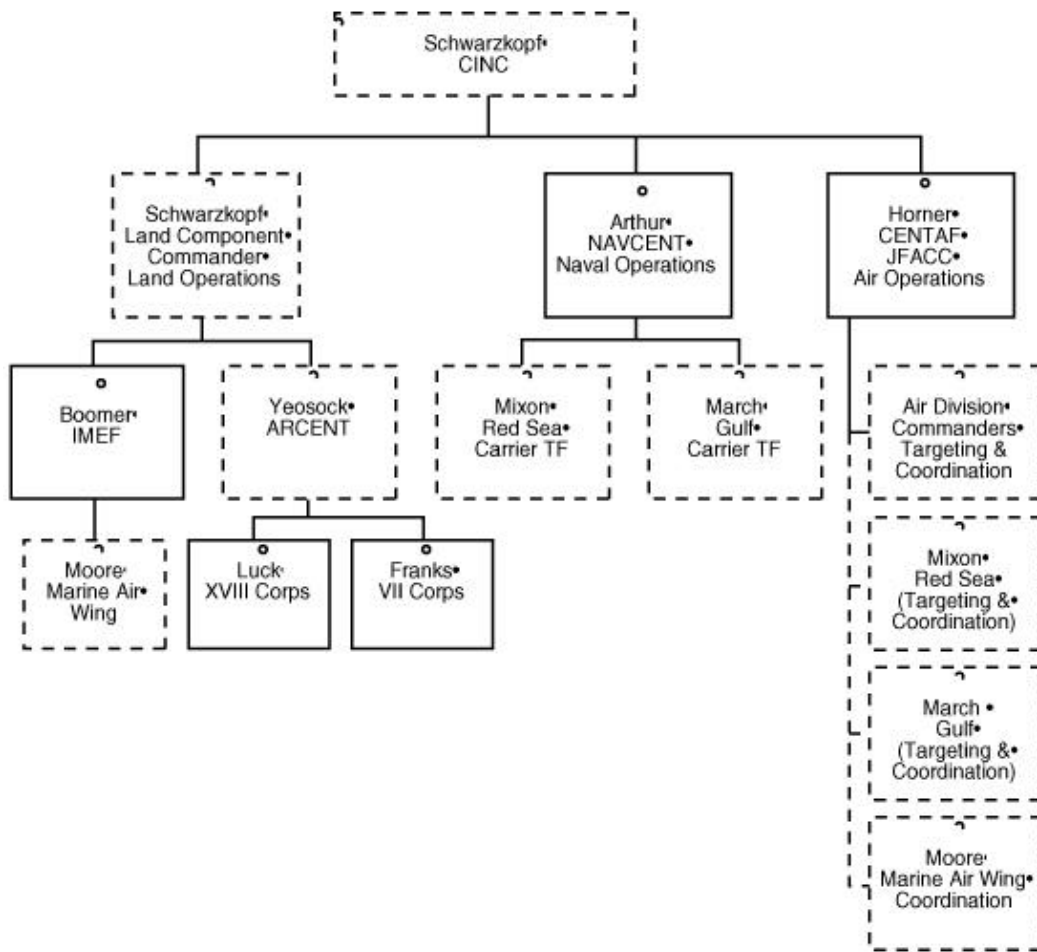 Schwarzkopf•
CINC
Schwarzkopf•
Land Component•
Commander•
Land Operations
Arthur•
NAVCENT•
Naval Operations
Horner•
CENTAF•
JFACC•
Air Operations
Boomer•
IMEF
Yeosock•
ARCENT
Mixon•
Red Sea•
Carrier TF
March•
Gulf•
Carrier TF
Air Division•
Commanders•
Targeting &
Coordination
Moore•
Marine Air•
Wing
Luck•
XVIII Corps
Franks•
VII Corps
Mixon•
Red Sea•
(Targeting &•
Coordination)
March •
Gulf•
(Targeting &•
Coordination)
Moore•
Marine Air Wing•
Coordination